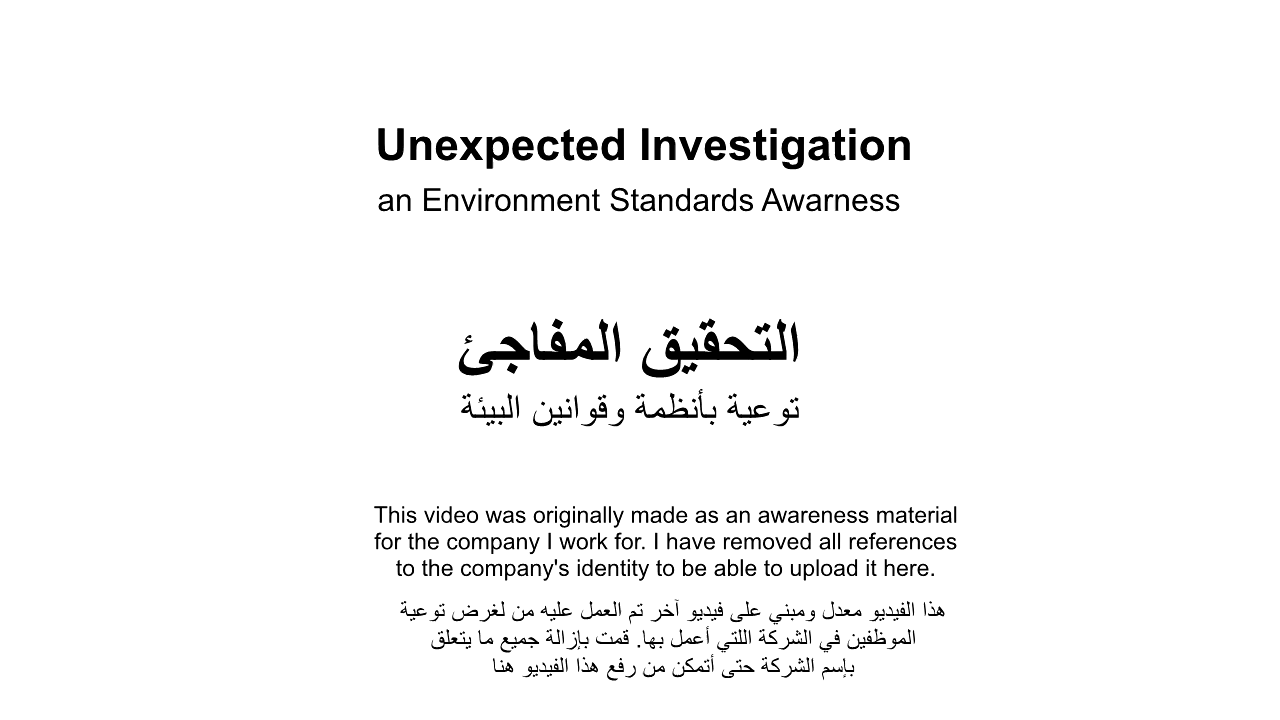 Unexpected Investigation
an Environment Standards Awarness
التحقيق المفاجئ
توعية بأنظمة وقوانين البيئة
This video was originally made as an awareness material
for the company I work for. I have removed all references
to the company's identity to be able to upload it here.
هذا الفيديو معدل ومبني على فيديو آخر تم العمل عليه من لغرض توعية
الموظفين في الشركة اللتي أعمل بها. قمت بإزالة جميع ما يتعلق
بإسم الشركة حتى أتمكن من رفع هذا الفيديو هنا